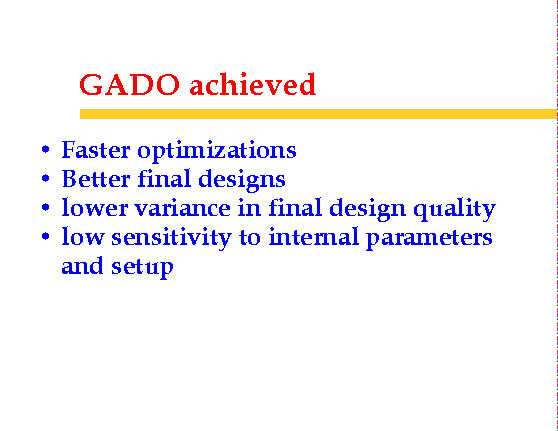 GADO achieved
• Faster optimizations
• Better final designs
• lower variance in final design quality
• low sensitivity to internal parameters
and setup